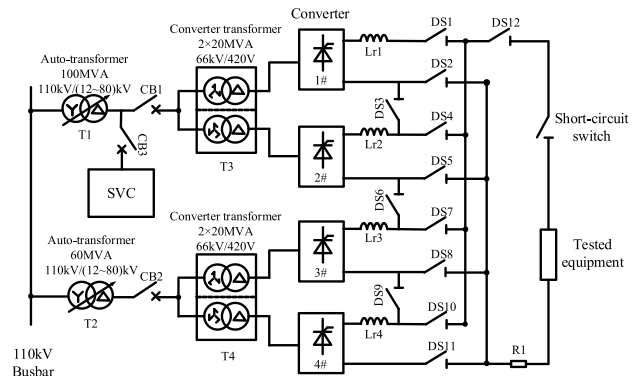 Converter
Converter transformer
2×20MVA
66kV/420V
Auto-transformer
100MVA
110kV/(12~80)kV
CB1
T1
CB3
SVC
T3
1#
Lr1
DS1
DS12
DS2
DS3
Lr2
DS4
2#
DS5
Short-circuit
switch
Converter transformer
2×20MVA
66kV/420V
Auto-transformer
60MVA
110kV/(12~80)kV
CB2
T2
T4
DS6
Lr3
DS7
3#
DS8
DS9
Lr4
DS10
4#
DS11
R1
Tested
equipment
110kV
Busbar